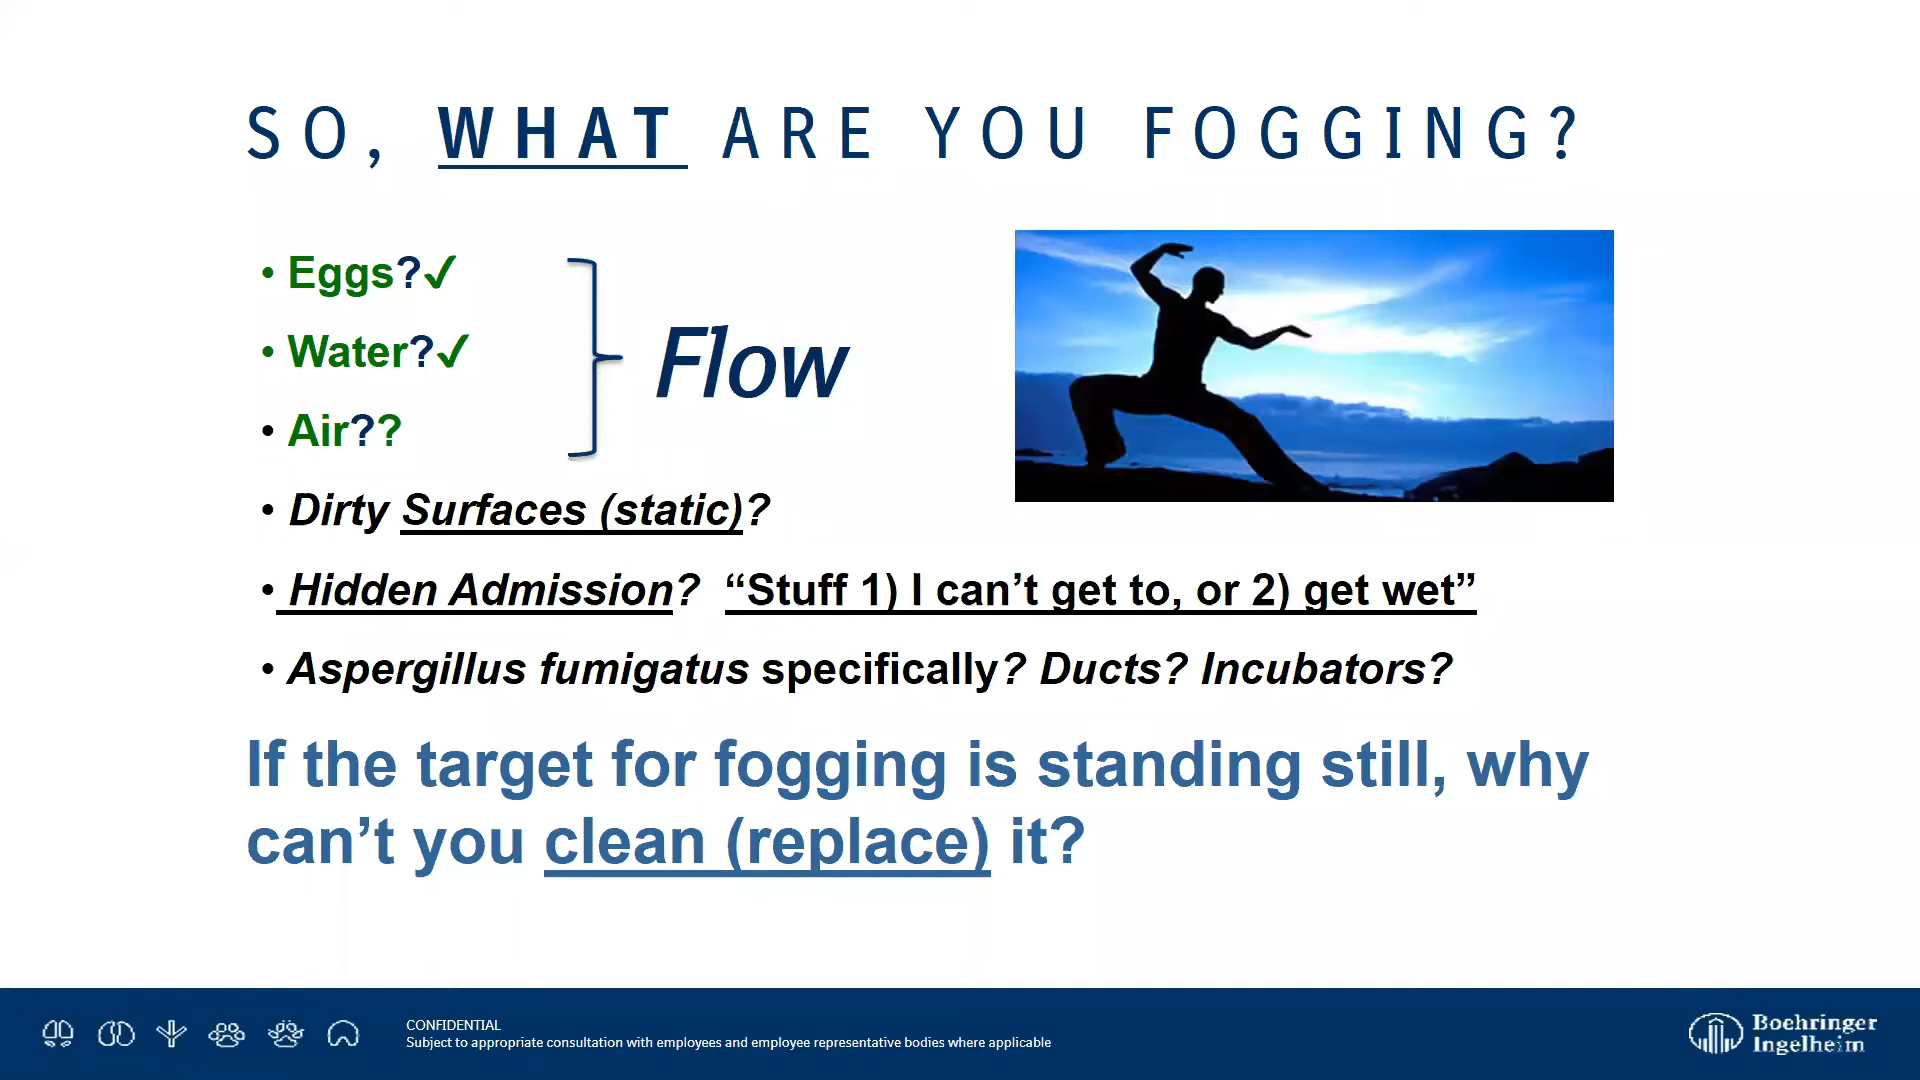 SO, WHAT ARE YOU FOGGING?
• Eggs?✓
• Water?✓
• Air??
Flow
• Dirty Surfaces (static)?
• Hidden Admission? “Stuff 1) I can’t get to, or 2) get wet”
• Aspergillus fumigatus specifically? Ducts? Incubators?
If the target for fogging is standing still, why
can’t you clean (replace) it?
CONFIDENTIAL
Subject to appropriate consultation with employees and employee representative bodies where applicable
Boehringer
Ingelheim